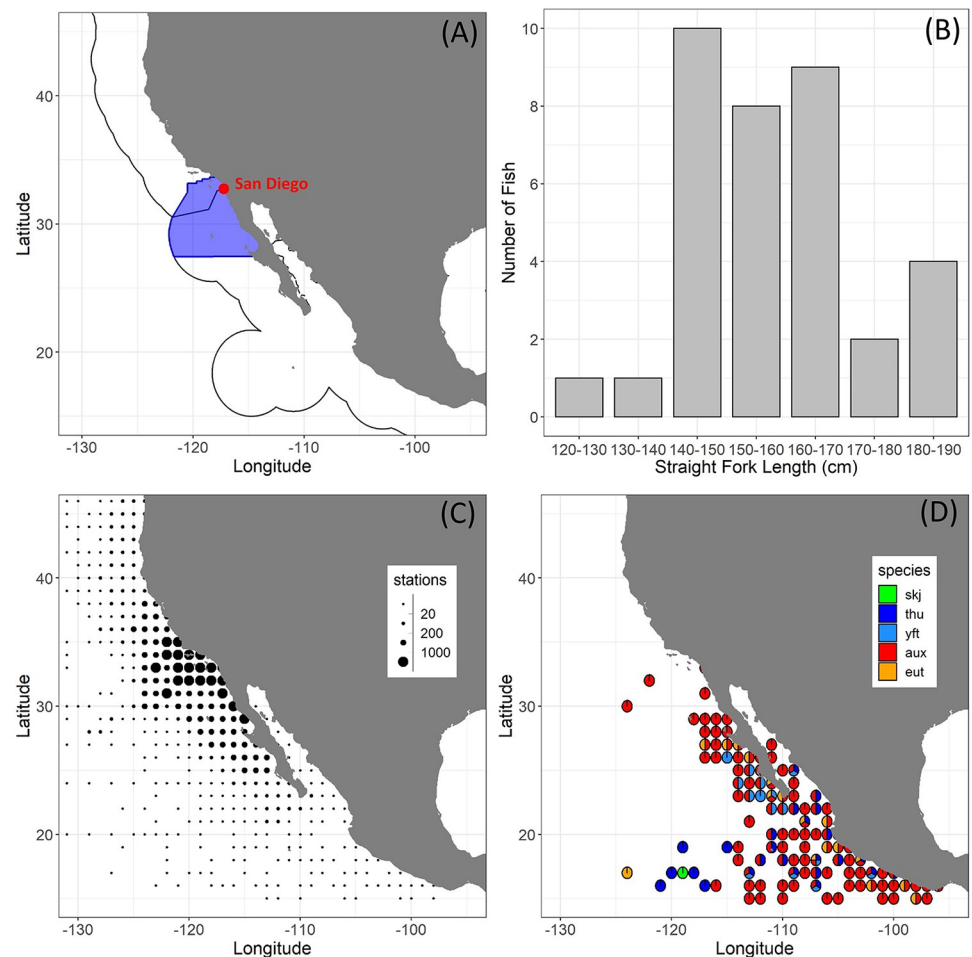 (A)
San Diego
40
30
20
-130
-120
-110
-100
Latitude
Longitude
(B)
10
8
6
4
2
0
Number of Fish
120-130
130-140
140-150
150-160
160-170
170-180
180-190
Straight Fork Length (cm)
(C)
stations
20
200
1000
40
30
20
-130
-120
-110
-100
Latitude
Longitude
(D)
species
skj
thu
yft
aux
eut
40
30
20
-130
-120
-110
-100
Latitude
Longitude